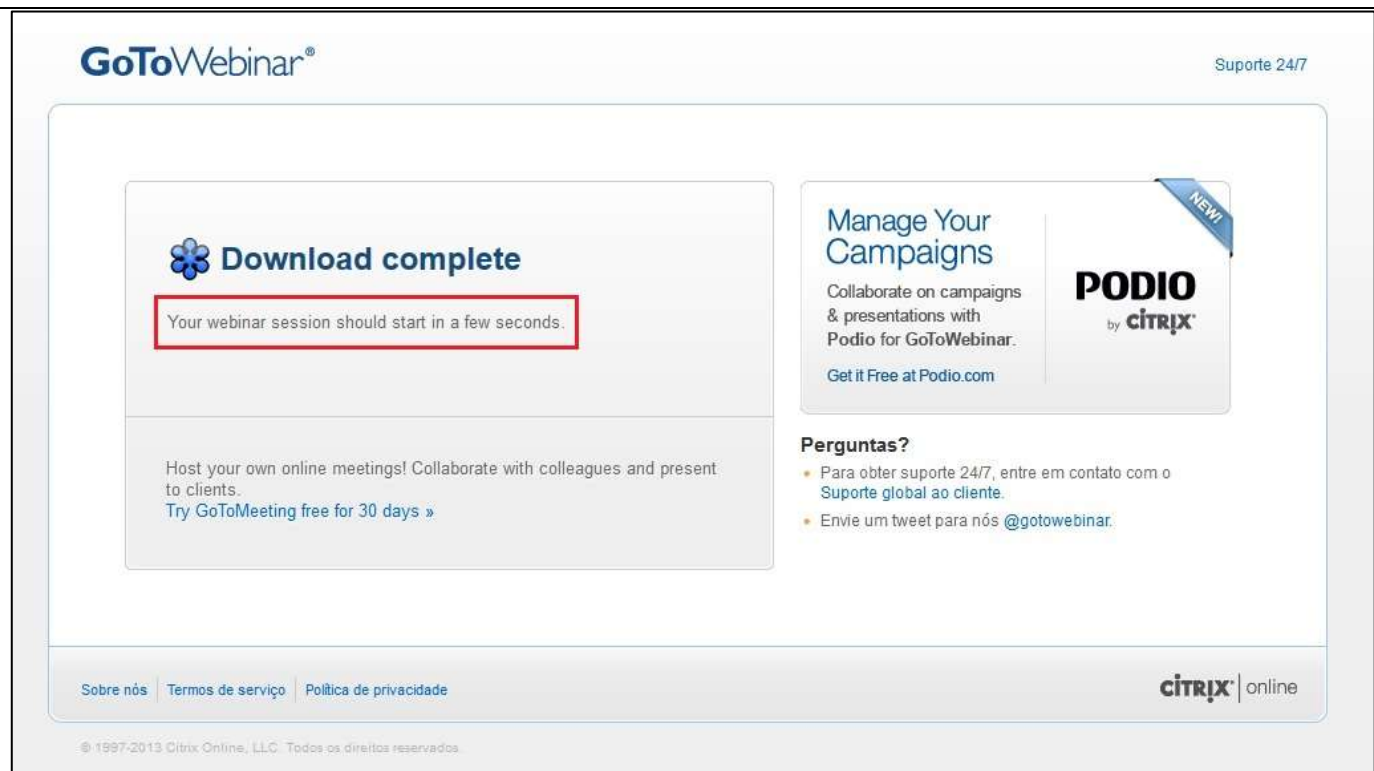 GoToWebinar®
Suporte 24/7
Download complete
Your webinar session should start in a few seconds.
Host your own online meetings! Collaborate with colleagues and present
to clients.
Try GoToMeeting free for 30 days »
NEW!
Manage Your
Campaigns
Collaborate on campaigns
& presentations with
Podio for GoToWebinar.
Get it Free at Podio.com
PODIO
by CITRIX®
Perguntas?
• Para obter suporte 24/7, entre em contato com o
Suporte global ao cliente.
• Envie um tweet para nós @gotowebinar.
Sobre nós | Termos de serviço | Política de privacidade
CITRIX® | online
© 1997-2013 Citrix Online, LLC. Todos os direitos reservados.